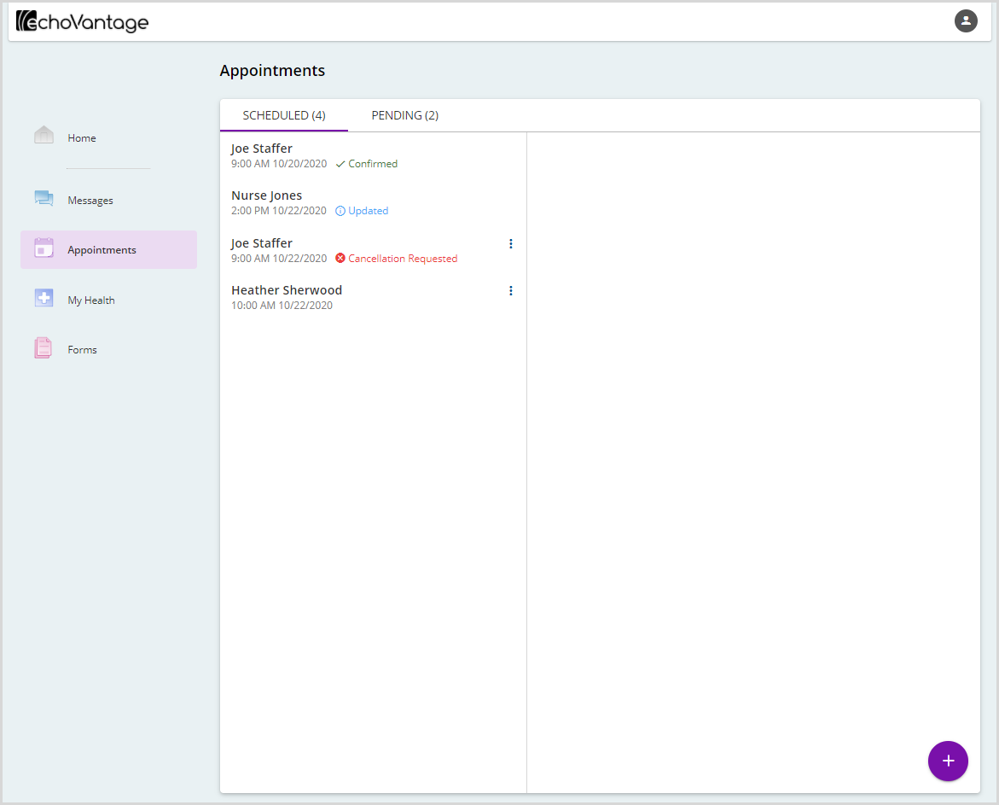 echoVantage
Appointments
SCHEDULED (4) PENDING (2)
Home
Messages
Appointments
My Health
Forms
Joe Staffer
9:00 AM 10/20/2020 Confirmed
Nurse Jones
2:00 PM 10/22/2020 Updated
Joe Staffer
9:00 AM 10/22/2020 Cancellation Requested
Heather Sherwood
10:00 AM 10/22/2020